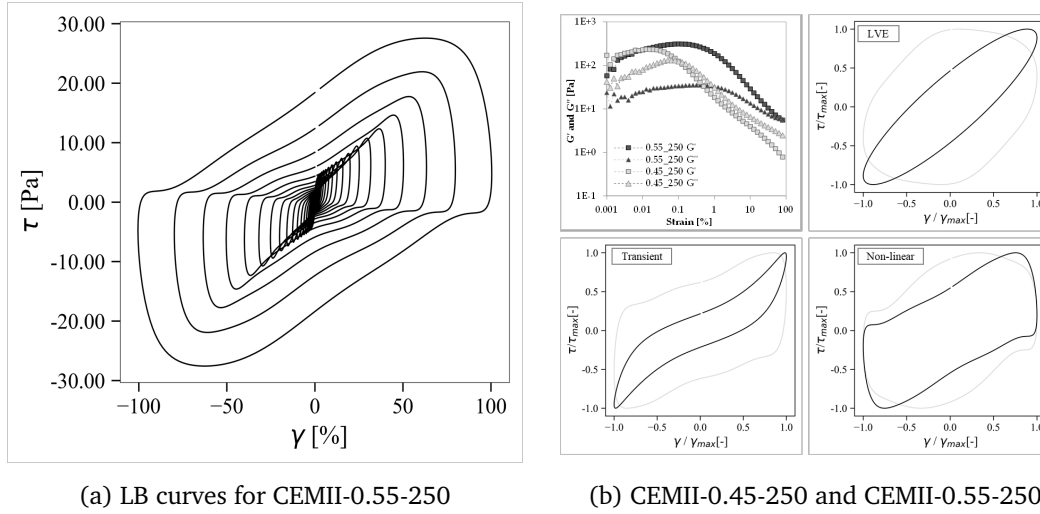 30.00
20.00
10.00
0.00
-10.00
-20.00
-30.00
τ [Pa]
−100 −50 0 50 100
γ [%]
1E+3
1E+2
1E+1
1E+0
1E-1
G' and G'' [Pa]
0.55_250 G'
0.55_250 G''
0.45_250 G'
0.45_250 G''
0.001 0.01 0.1 1 10 100
Strain [%]
LVE
1.0
0.5
0.0
-0.5
-1.0
τ/τmax[-]
−1.0 −0.5 0.0 0.5 1.0
γ / γmax[-]
Transient
1.0
0.5
0.0
-0.5
-1.0
τ/τmax[-]
−1.0 −0.5 0.0 0.5 1.0
γ / γmax[-]
Non-linear
1.0
0.5
0.0
-0.5
-1.0
τ/τmax[-]
−1.0 −0.5 0.0 0.5 1.0
γ / γmax[-]
(a) LB curves for CEMII-0.55-250
(b) CEMII-0.45-250 and CEMII-0.55-250